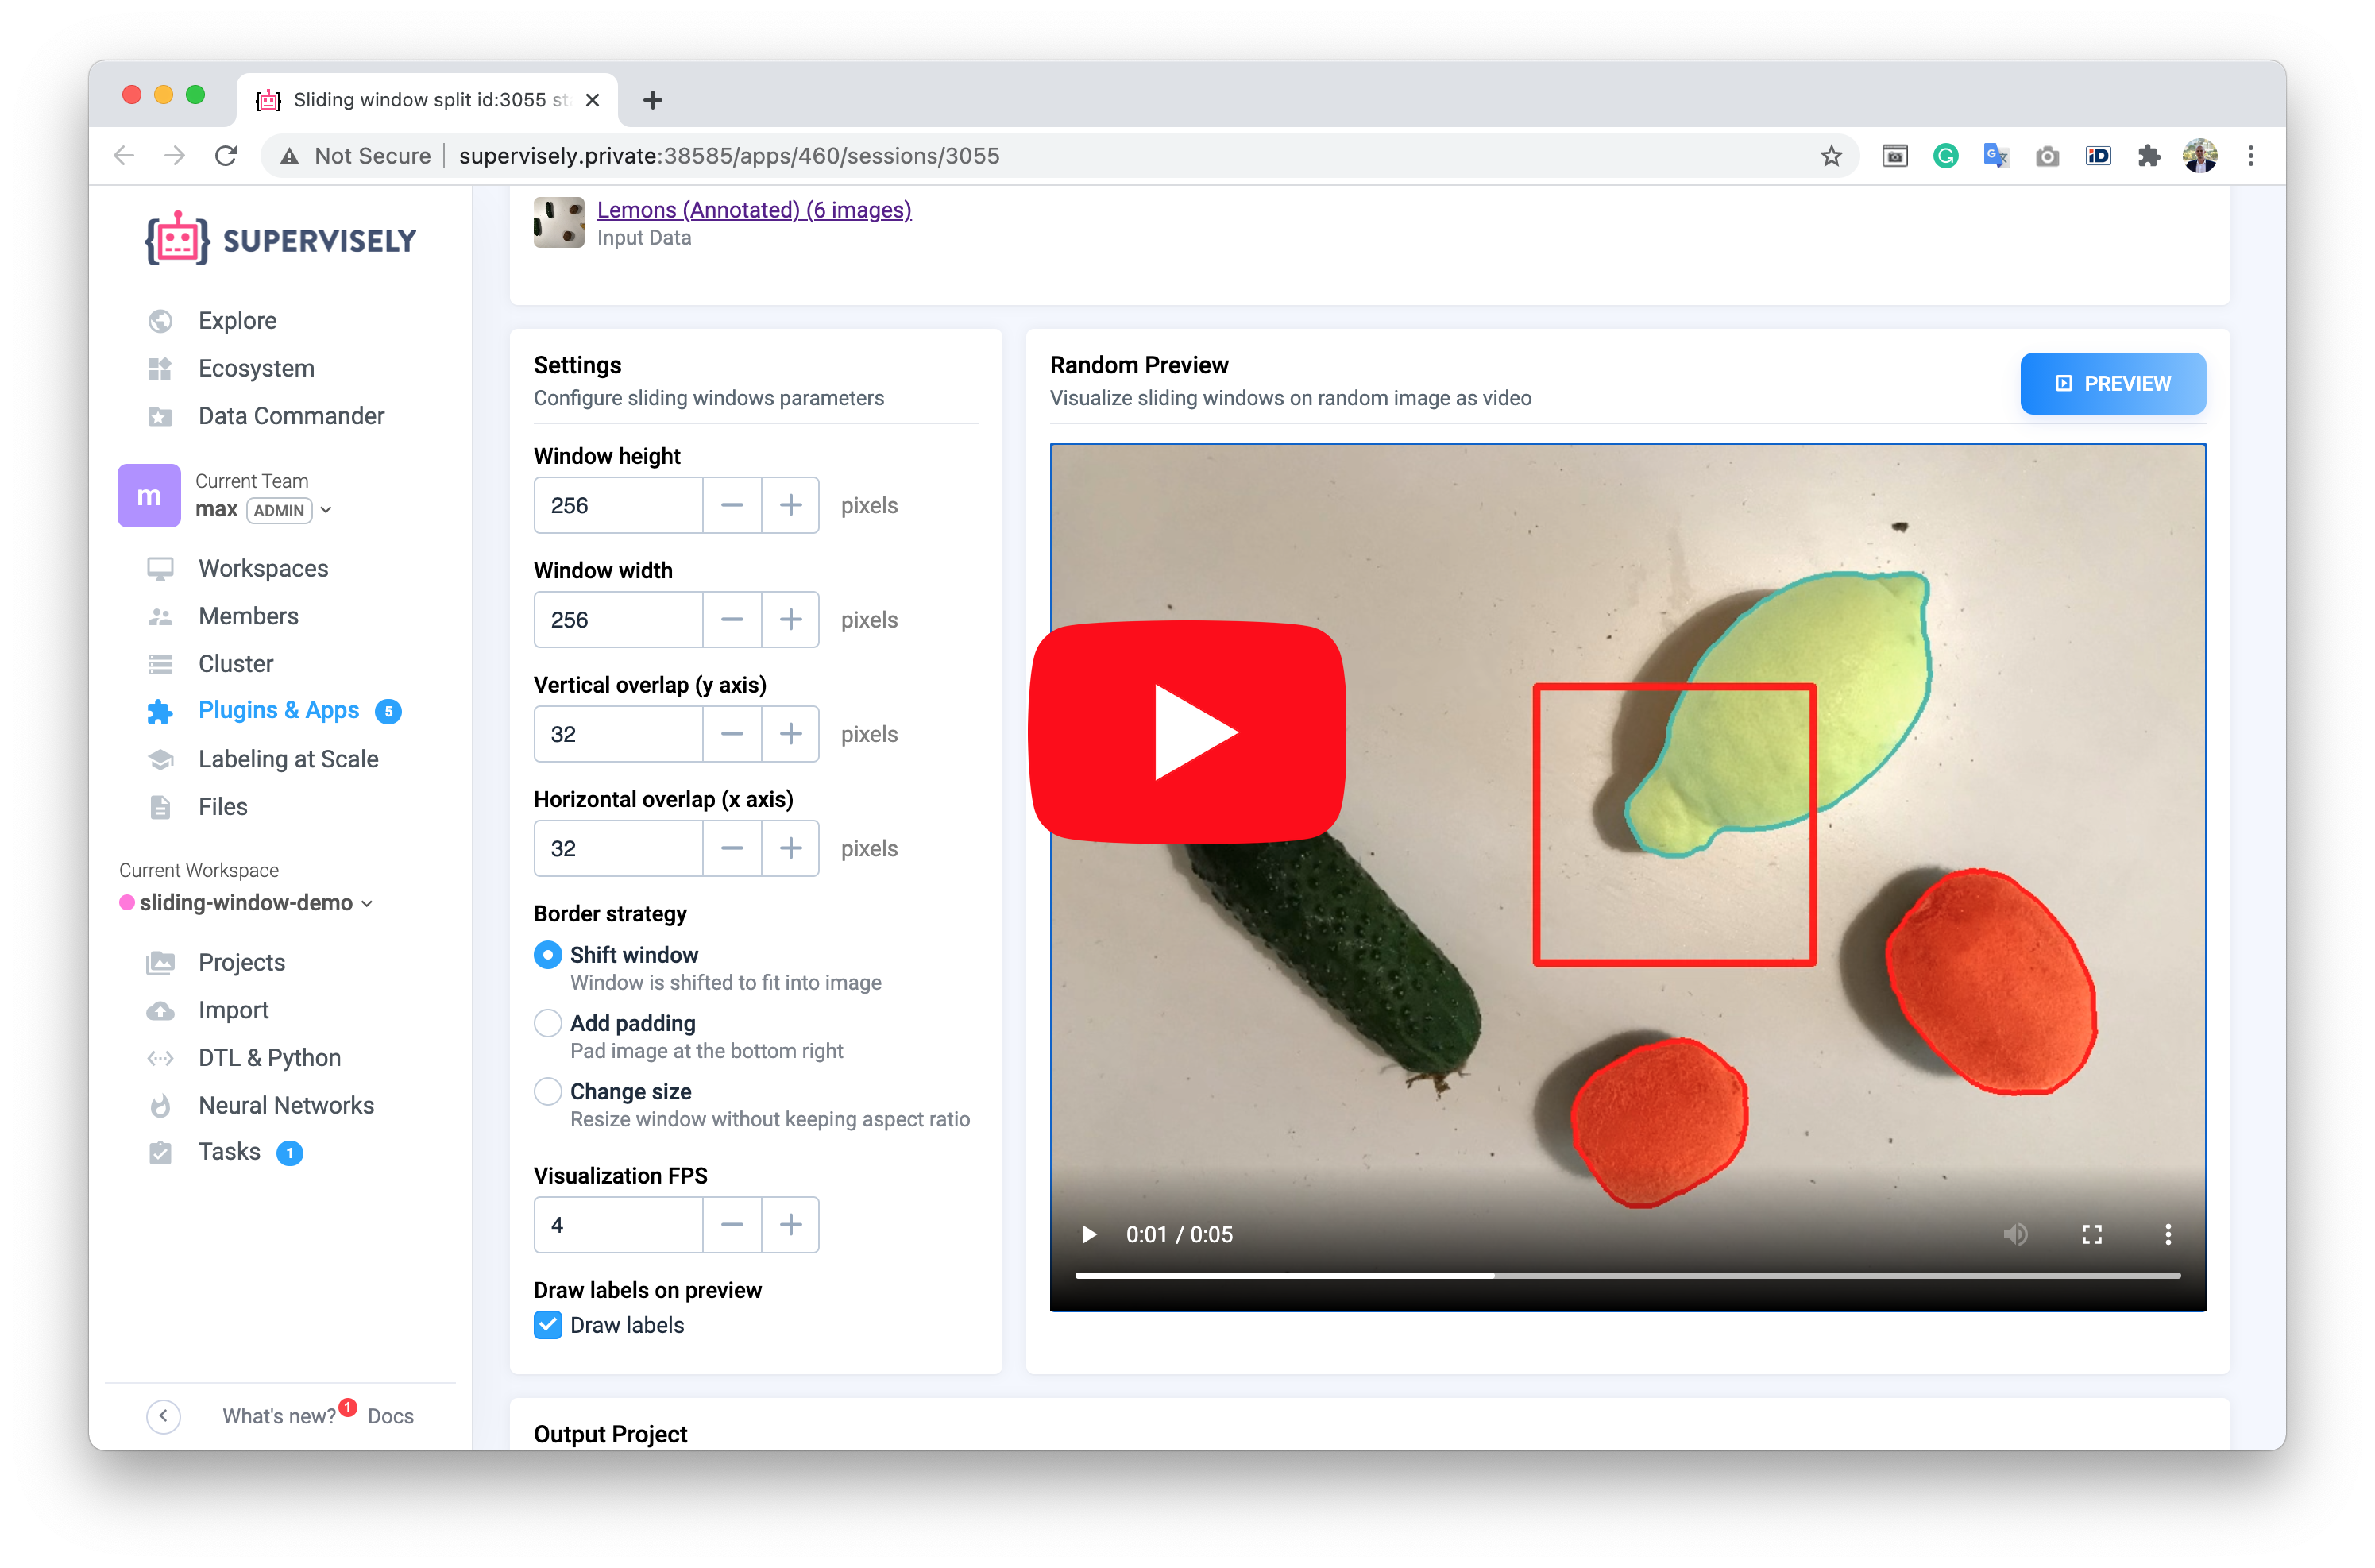 Sliding window split id:3055
Not Secure
supervisely.private:38585/apps/460/sessions/3055
SUPERVISELY
Explore
Ecosystem
Data Commander
m
Current Team
max ADMIN
Workspaces
Members
Cluster
Plugins & Apps 5
Labeling at Scale
Files
Current Workspace
sliding-window-demo
Projects
Import
DTL & Python
Neural Networks
Tasks 1
What's new? 1 Docs
Lemons (Annotated) (6 images)
Input Data
Settings
Configure sliding windows parameters
Window height
256 pixels
Window width
256 pixels
Vertical overlap (y axis)
32 pixels
Horizontal overlap (x axis)
32 pixels
Border strategy
Shift window
Window is shifted to fit into image
Add padding
Pad image at the bottom right
Change size
Resize window without keeping aspect ratio
Visualization FPS
4
Draw labels on preview
Draw labels
Random Preview
Visualize sliding windows on random image as video
PREVIEW
0:01 / 0:05
Output Project